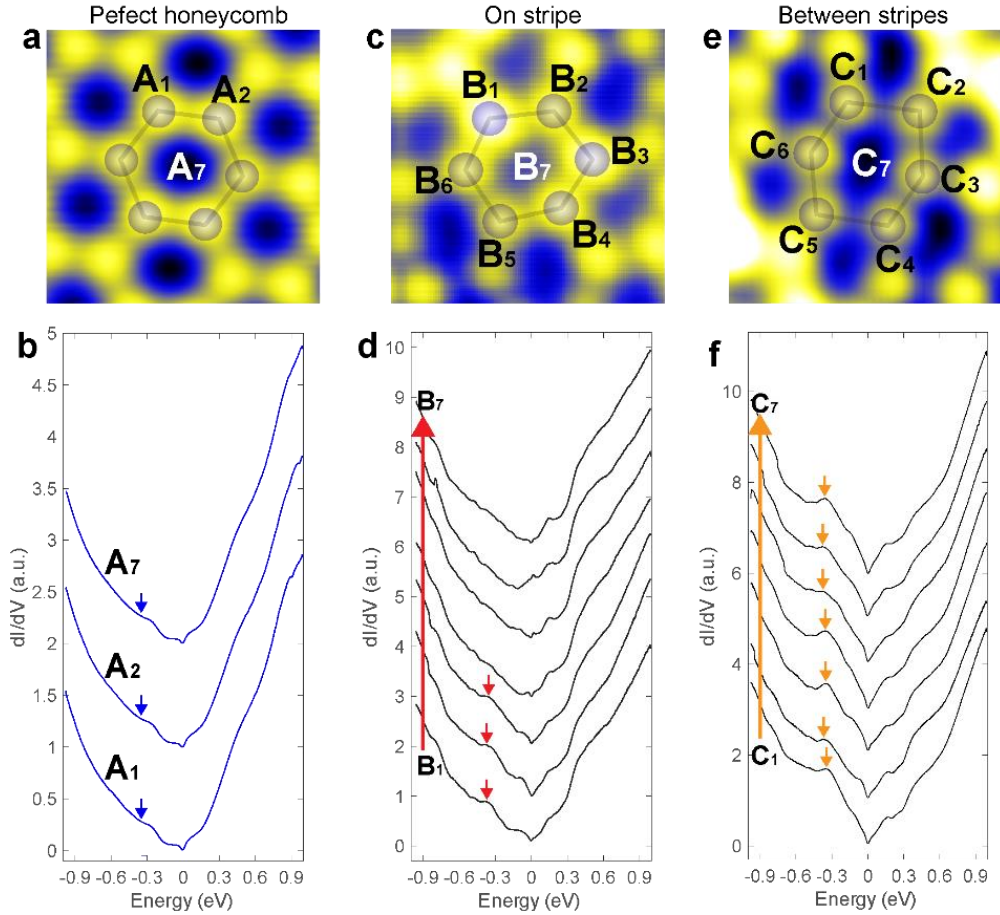 Pefect honeycomb
On stripe
Between stripes
a
A1
A2
A7
c
B1
B2
B3
B4
B5
B6
B7
e
C1
C2
C3
C4
C5
C6
C7
b
5
4.5
4
3.5
3
2.5
2
1.5
1
0.5
0
dI/dV (a.u.)
A7
A2
A1
-0.9 -0.3 0.3 0.9
-0.6 0 0.6
Energy (eV)
d
10
9
8
7
6
5
4
3
2
1
0
dI/dV (a.u.)
B7
B1
-0.9 -0.3 0.3 0.9
-0.6 0 0.6
Energy (eV)
f
10
8
6
4
2
0
dI/dV (a.u.)
C7
C1
-0.9 -0.3 0.3 0.9
-0.6 0 0.6
Energy (eV)